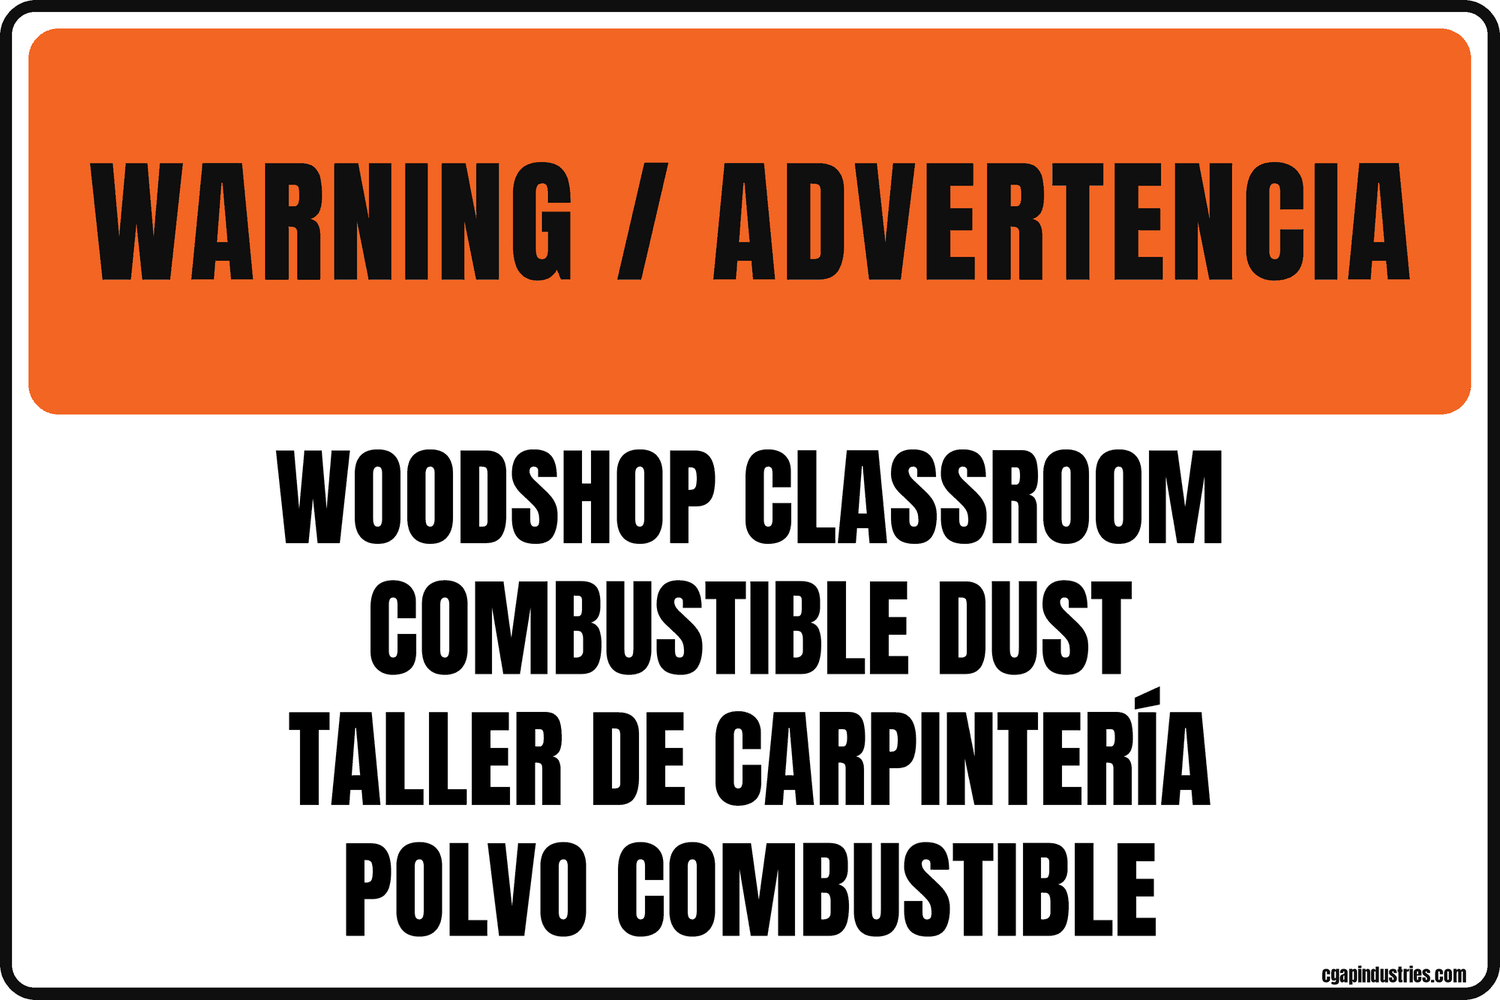 WARNING / ADVERTENCIA
WOODSHOP CLASSROOM
COMBUSTIBLE DUST
TALLER DE CARPINTERÍA
POLVO COMBUSTIBLE
cgapindustries.com